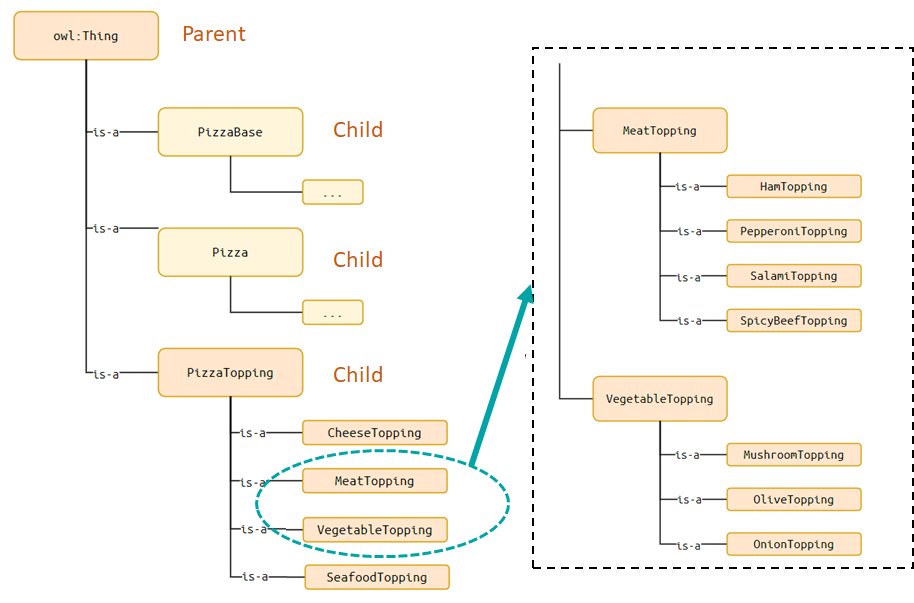 owl:Thing
Parent
is-a
PizzaBase
Child
...
is-a
Pizza
Child
...
is-a
PizzaTopping
Child
is-a
CheeseTopping
is-a
MeatTopping
is-a
VegetableTopping
is-a
SeafoodTopping
MeatTopping
is-a
HamTopping
is-a
PepperoniTopping
is-a
SalamiTopping
is-a
SpicyBeefTopping
VegetableTopping
is-a
MushroomTopping
is-a
OliveTopping
is-a
OnionTopping